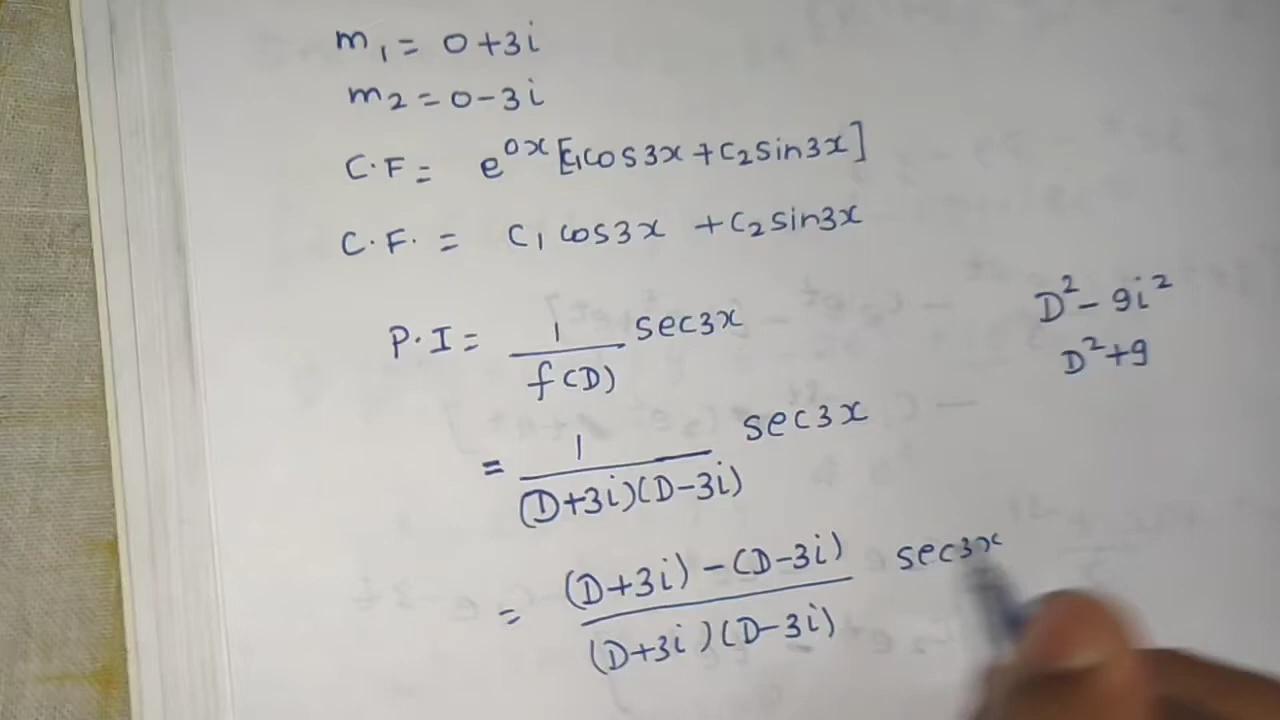 m₁ = 0+3i
m₂ = 0-3i
C.F = e^0x [C₁cos3x + C₂sin3x]
C.F. = C₁ cos3x + C₂sin3x
P.I = 1/f(D) sec3x
D² - 9i²
D²+9
= 1/(D+3i)(D-3i) sec3x
= (D+3i) - (D-3i)/(D+3i)(D-3i) sec3x